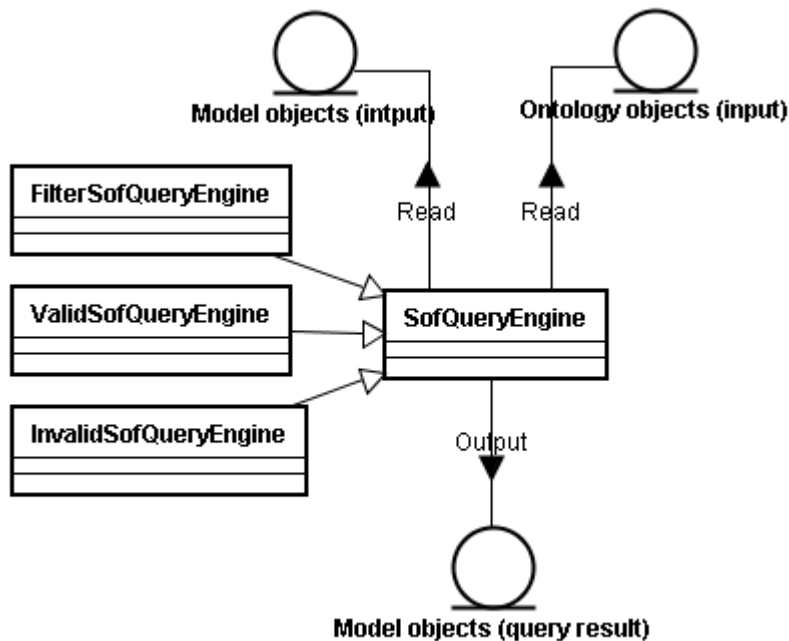 Model objects (intput)
Ontology objects (input)
FilterSofQueryEngine
Read
Read
ValidSofQueryEngine
SofQueryEngine
InvalidSofQueryEngine
Output
Model objects (query result)